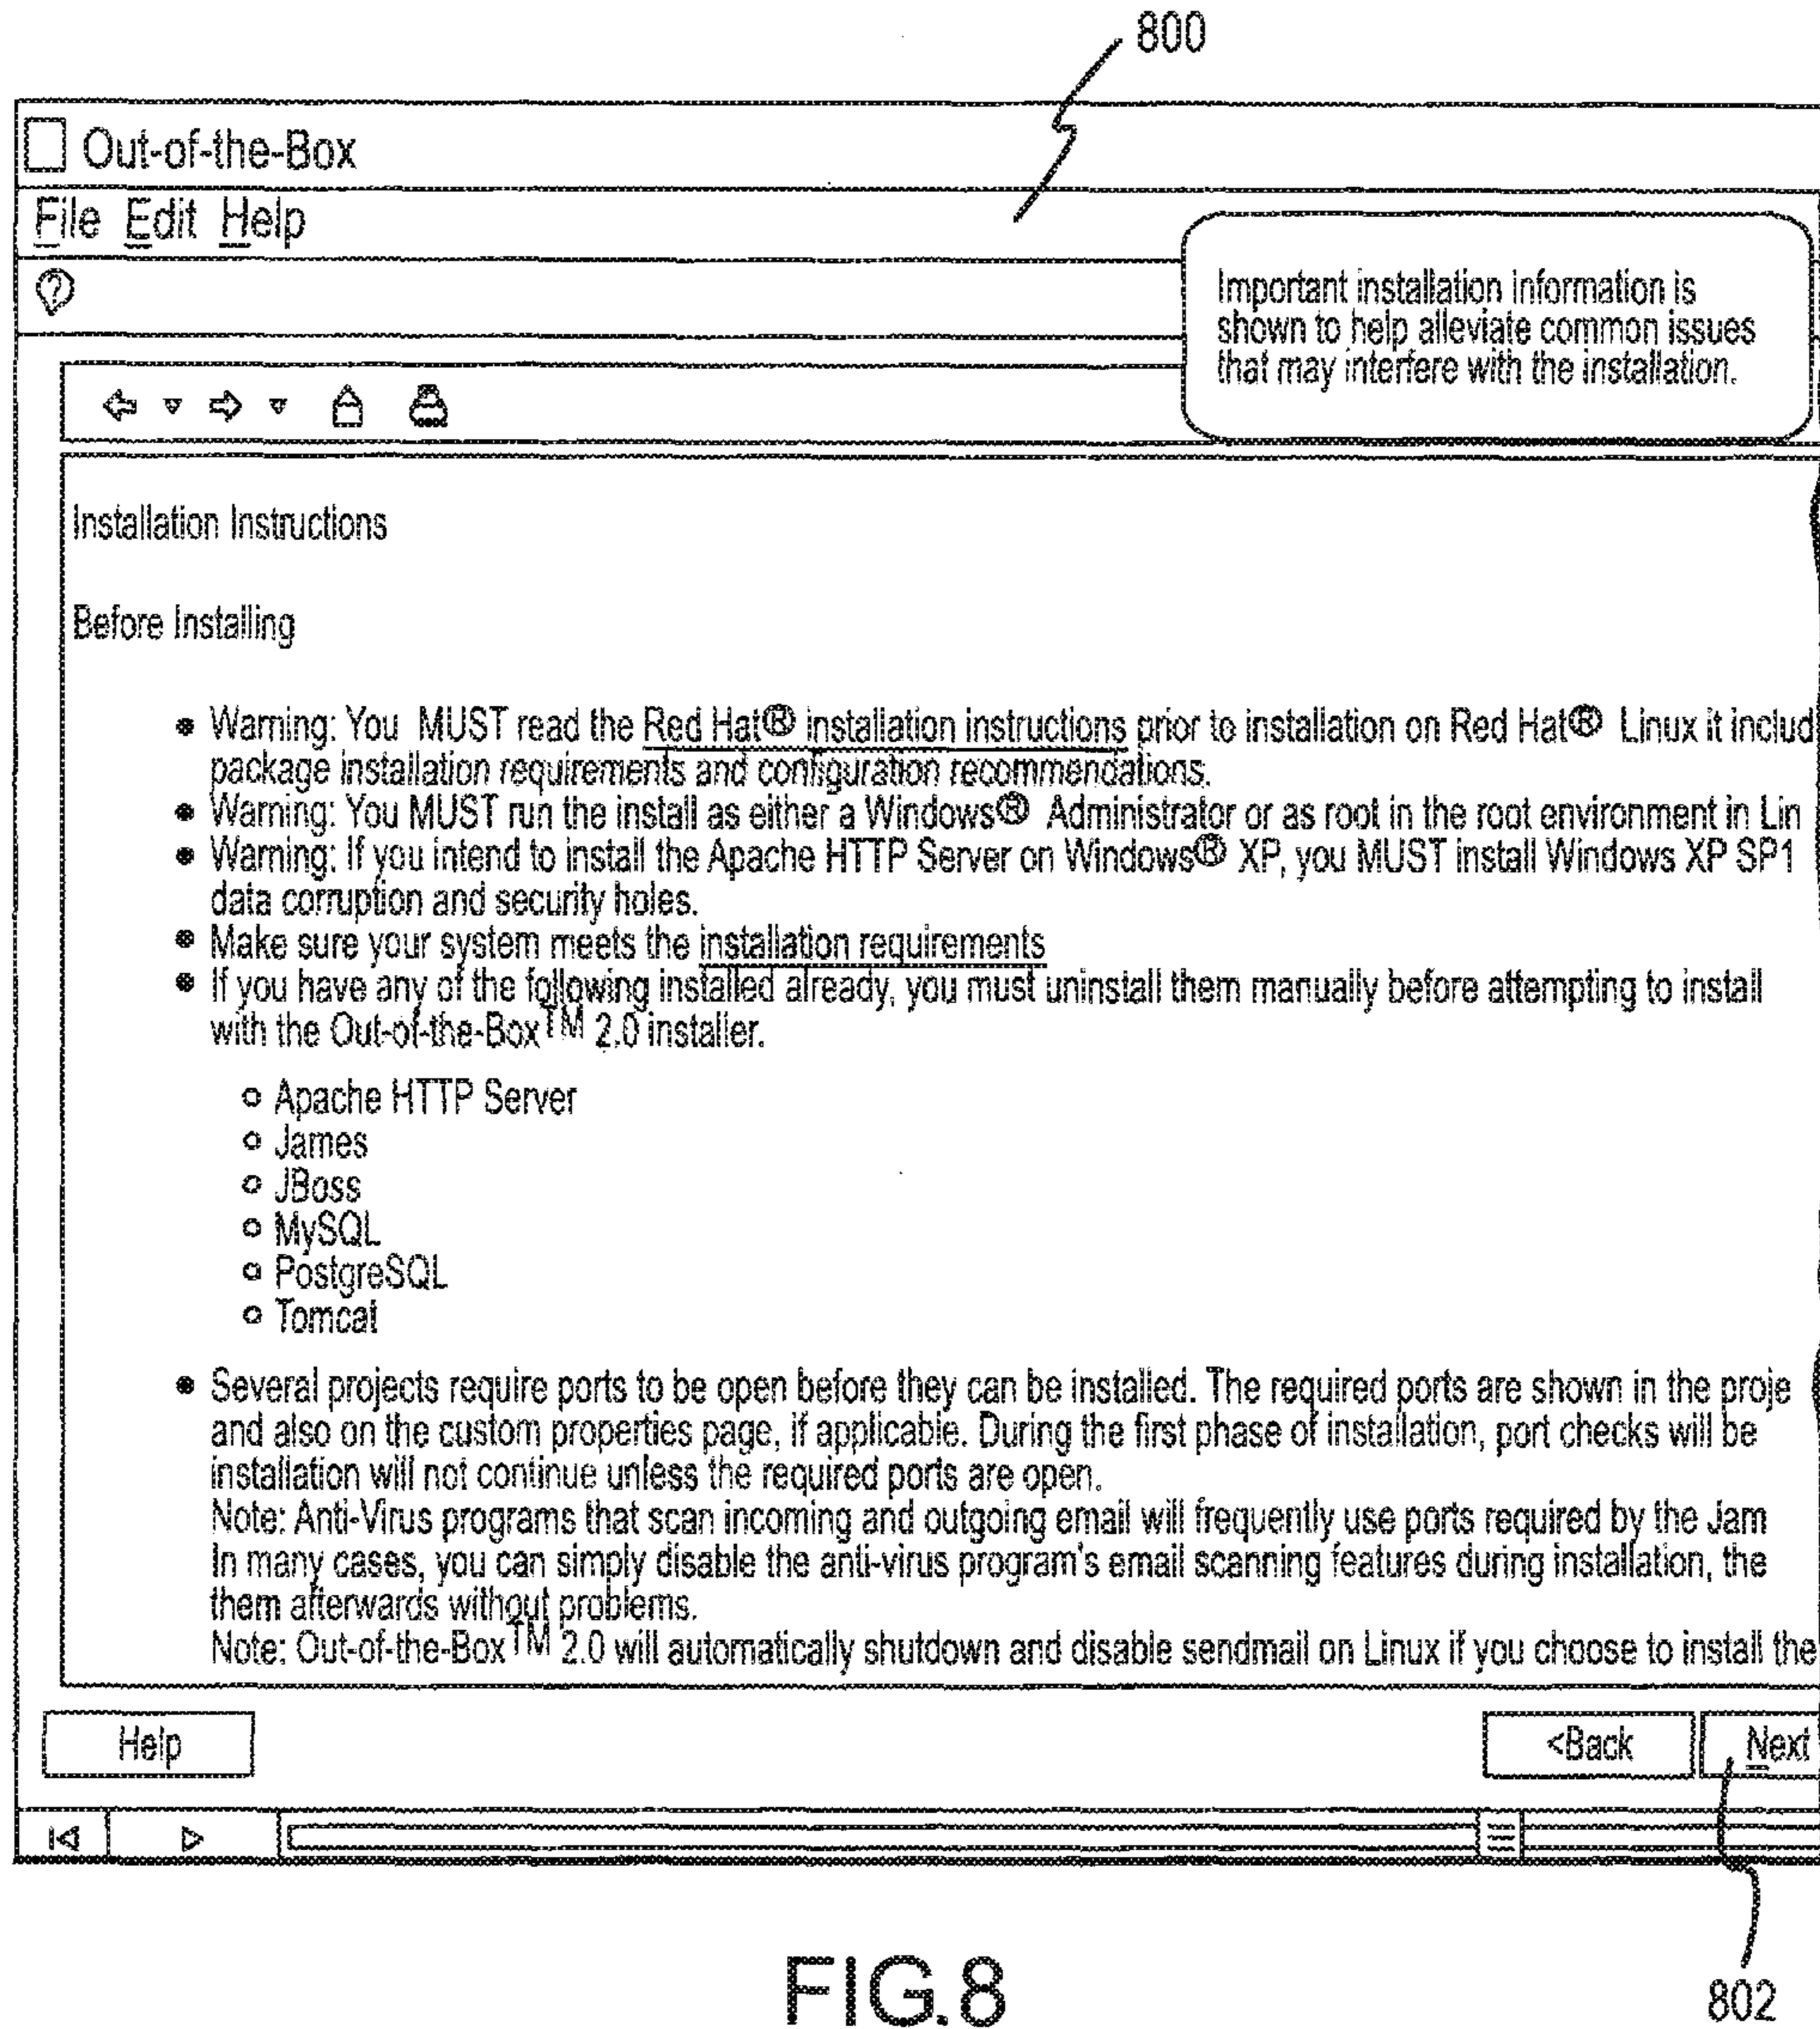 800
Out-of-the-Box
File Edit Help
Important installation information is
shown to help alleviate common issues
that may interfere with the installation.
Installation Instructions
Before Installing
• Warning: You MUST read the Red Hat® installation instructions prior to installation on Red Hat® Linux it includ
package installation requirements and configuration recommendations.
• Warning: You MUST run the install as either a Windows® Administrator or as root in the root environment in Lin
• Warning: If you intend to install the Apache HTTP Server on Windows® XP, you MUST install Windows XP SP1
data corruption and security holes.
• Make sure your system meets the installation requirements
• If you have any of the following installed already, you must uninstall them manually before attempting to install
with the Out-of-the-Box™ 2.0 installer.
o Apache HTTP Server
o James
o JBoss
o MySQL
o PostgreSQL
o Tomcat
• Several projects require ports to be open before they can be installed. The required ports are shown in the proje
and also on the custom properties page, if applicable. During the first phase of installation, port checks will be
installation will not continue unless the required ports are open.
Note: Anti-Virus programs that scan incoming and outgoing email will frequently use ports required by the Jam
In many cases, you can simply disable the anti-virus program's email scanning features during installation, the
them afterwards without problems.
Note: Out-of-the-Box™ 2.0 will automatically shutdown and disable sendmail on Linux if you choose to install the
Help <Back Next
FIG.8
802